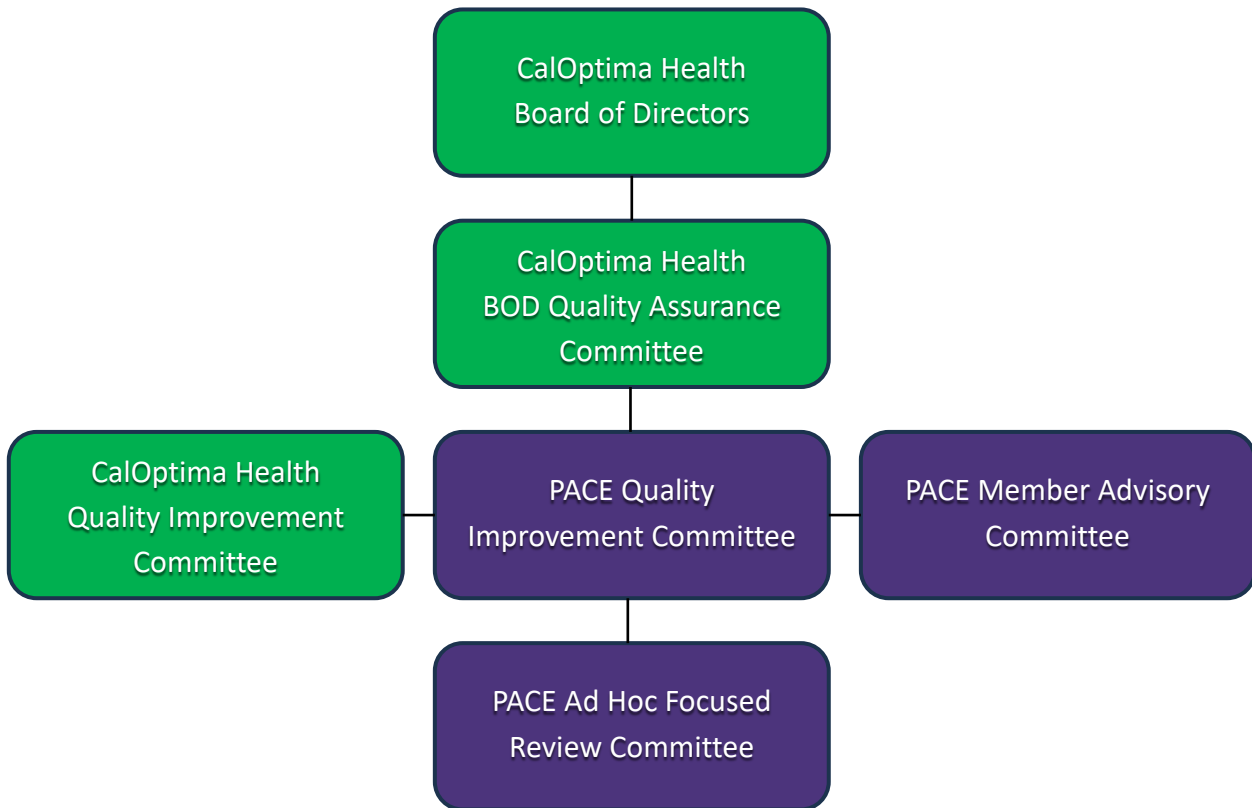 CalOptima Health
Board of Directors
CalOptima Health
BOD Quality Assurance
Committee
CalOptima Health
Quality Improvement
Committee
PACE Quality
Improvement Committee
PACE Member Advisory
Committee
PACE Ad Hoc Focused
Review Committee